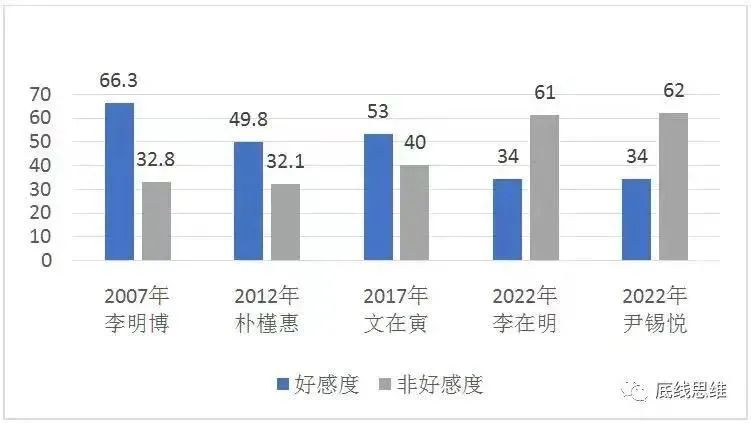 66.3
32.8
49.8
32.1
53
40
34
61
34
62
70
60
50
40
30
20
10
0
2007年
李明博
2012年
朴槿惠
2017年
文在寅
2022年
李在明
2022年
尹锡悦
好感度
非好感度
底线思维